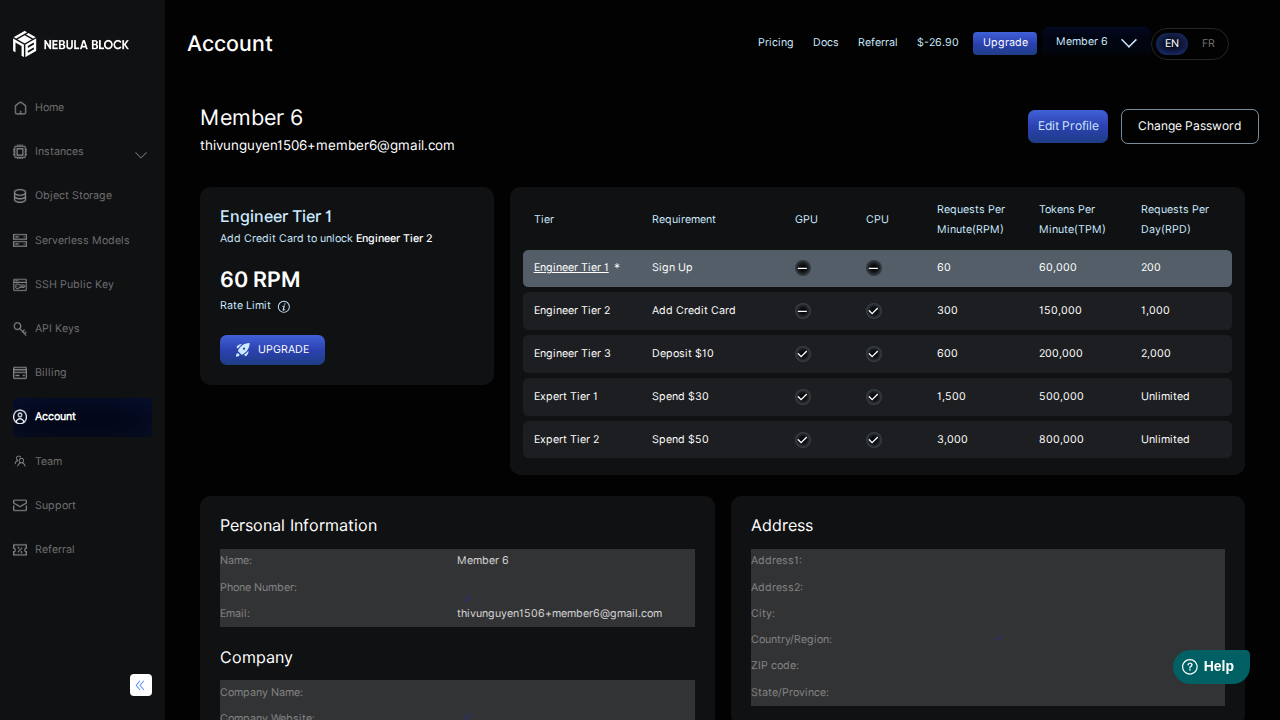 NEBULA BLOCK
Account
Pricing
Docs
Referral
$-26.90
Upgrade
Member 6
EN
FR
Home
Instances
Object Storage
Serverless Models
SSH Public Key
API Keys
Billing
Account
Team
Support
Referral
Member 6
thivunguyen1506+member6@gmail.com
Edit Profile
Change Password
Engineer Tier 1
Add Credit Card to unlock Engineer Tier 2
60 RPM
Rate Limit
UPGRADE
Tier Requirement GPU CPU Requests Per Minute(RPM) Tokens Per Minute(TPM) Requests Per Day(RPD)
Engineer Tier 1 * Sign Up 60 60,000 200
Engineer Tier 2 Add Credit Card 300 150,000 1,000
Engineer Tier 3 Deposit $10 600 200,000 2,000
Expert Tier 1 Spend $30 1,500 500,000 Unlimited
Expert Tier 2 Spend $50 3,000 800,000 Unlimited
Personal Information
Name: Member 6
Phone Number:
Email: thivunguyen1506+member6@gmail.com
Company
Company Name:
Company Website:
Address
Address1:
Address2:
City:
Country/Region:
ZIP code:
State/Province:
Help